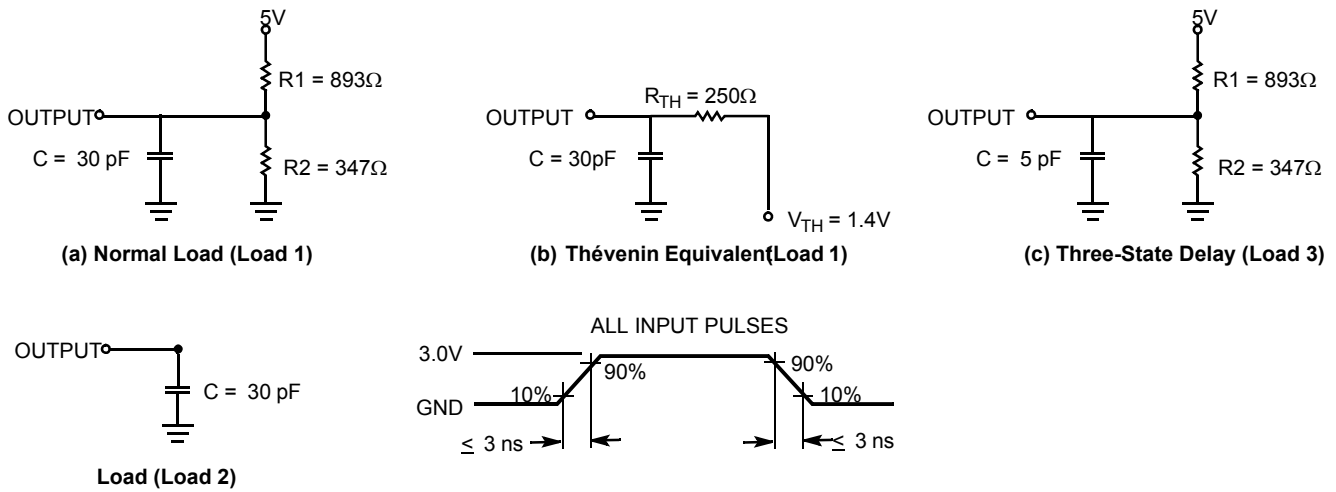 5V
R1 = 893Ω
OUTPUT
C = 30 pF
R2 = 347Ω
(a) Normal Load (Load 1)
R_TH = 250Ω
OUTPUT
C = 30pF
V_TH = 1.4V
(b) Thévenin Equivalent(Load 1)
5V
R1 = 893Ω
OUTPUT
C = 5 pF
R2 = 347Ω
(c) Three-State Delay (Load 3)
OUTPUT
C = 30 pF
Load (Load 2)
ALL INPUT PULSES
3.0V
90%
90%
10%
10%
GND
≤ 3 ns
≤ 3 ns